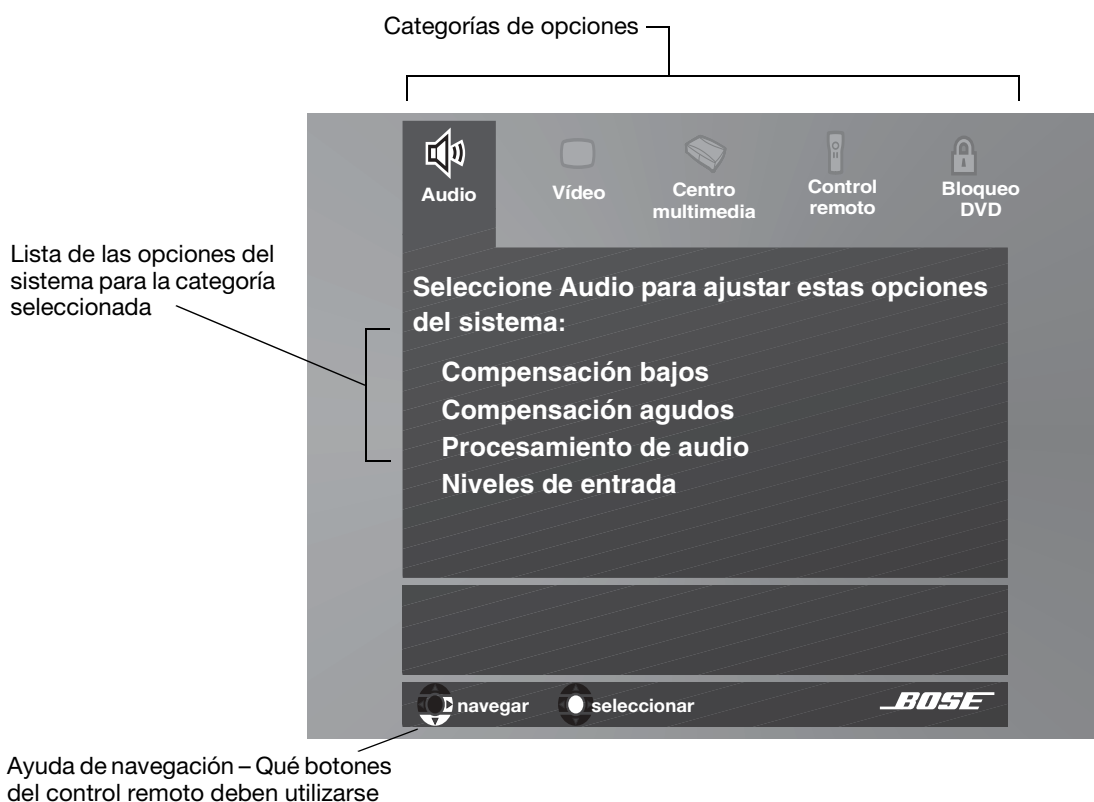 Categorías de opciones
Audio
Vídeo
Centro
multimedia
Control
remoto
Bloqueo
DVD
Lista de las opciones del
sistema para la categoría
seleccionada
Seleccione Audio para ajustar estas opciones
del sistema:
Compensación bajos
Compensación agudos
Procesamiento de audio
Niveles de entrada
navegar
seleccionar
BOSE
Ayuda de navegación – Qué botones
del control remoto deben utilizarse